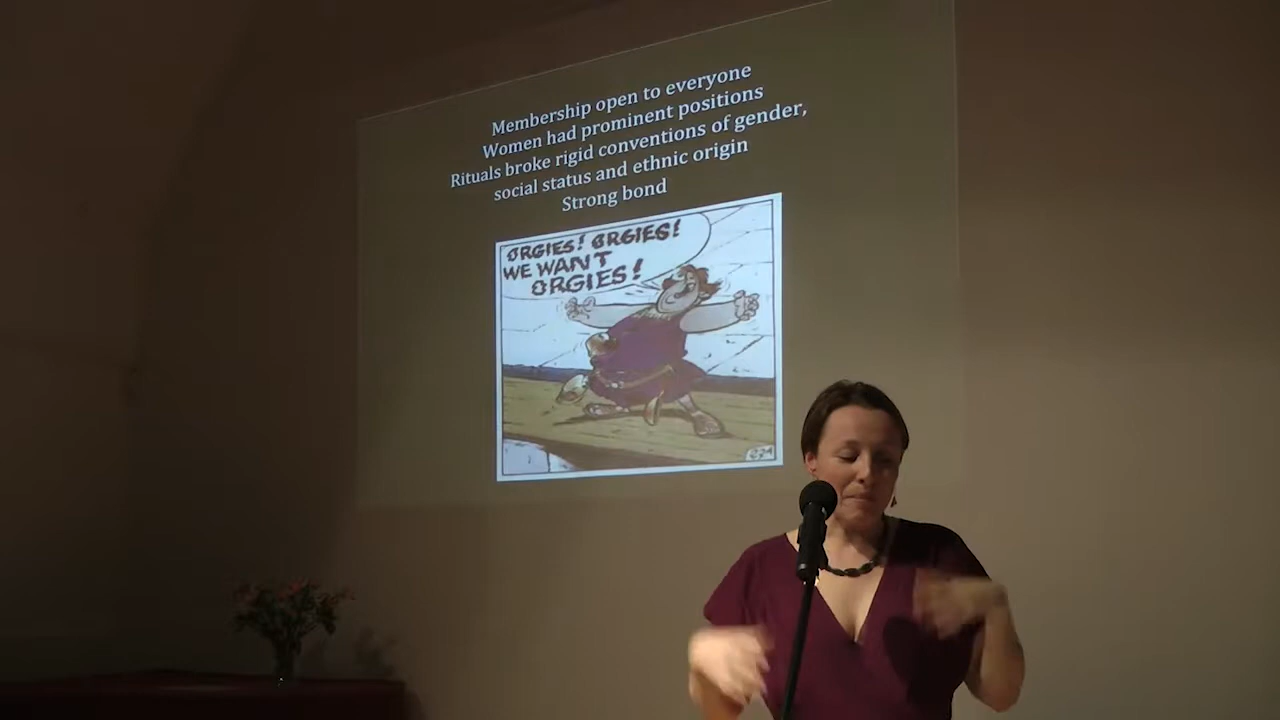 Membership open to everyone
Women had prominent positions
Rituals broke rigid conventions of gender,
social status and ethnic origin
Strong bond
ORGIES! ORGIES!
WE WANT
ORGIES!